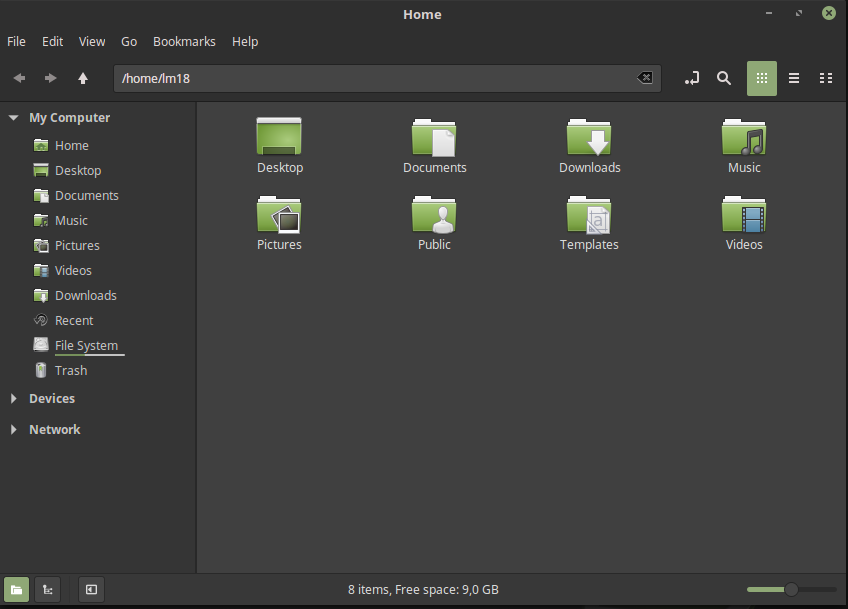 Home
File Edit View Go Bookmarks Help
/home/lm18
My Computer
Home
Desktop
Documents
Music
Pictures
Videos
Downloads
Recent
File System
Trash
Devices
Network
Desktop Documents Downloads Music
Pictures Public Templates Videos
8 items, Free space: 9,0 GB